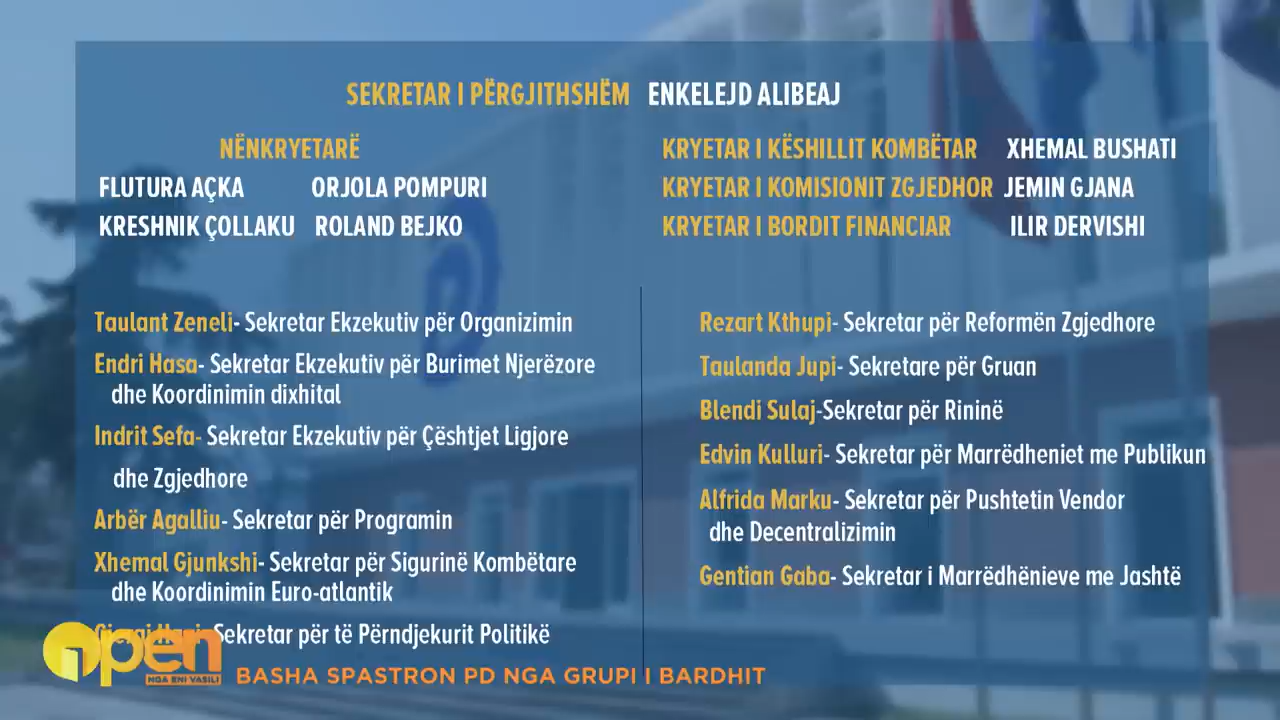 SEKRETAR I PËRGJITHSHËM ENKELEJD ALIBEAJ
NËNKRYETARË
FLUTURA AÇKA ORJOLA POMPURI
KRESHNIK ÇOLLAKU ROLAND BEJKO
KRYETAR I KËSHILLIT KOMBËTAR XHEMAL BUSHATI
KRYETAR I KOMISIONIT ZGJEDHOR JEMIN GJANA
KRYETAR I BORDIT FINANCIAR ILIR DERVISHI
Taulant Zeneli- Sekretar Ekzekutiv për Organizimin
Endri Hasa- Sekretar Ekzekutiv për Burimet Njerëzore
dhe Koordinimin dixhital
Indrit Sefa- Sekretar Ekzekutiv për Çështjet Ligjore
dhe Zgjedhore
Arbër Agalliu- Sekretar për Programin
Xhemal Gjunkshi- Sekretar për Sigurinë Kombëtare
dhe Koordinimin Euro-atlantik
Sekretar për të Përndjekurit Politikë
Rezart Kthupi- Sekretar për Reformën Zgjedhore
Taulanda Jupi- Sekretare për Gruan
Blendi Sulaj-Sekretar për Rininë
Edvin Kulluri- Sekretar për Marrëdheniet me Publikun
Alfrida Marku- Sekretar për Pushtetin Vendor
dhe Decentralizimin
Gentian Gaba- Sekretar i Marrëdhënieve me Jashtë
open
NGA ENI VASILI
BASHA SPASTRON PD NGA GRUPI I BARDHIT